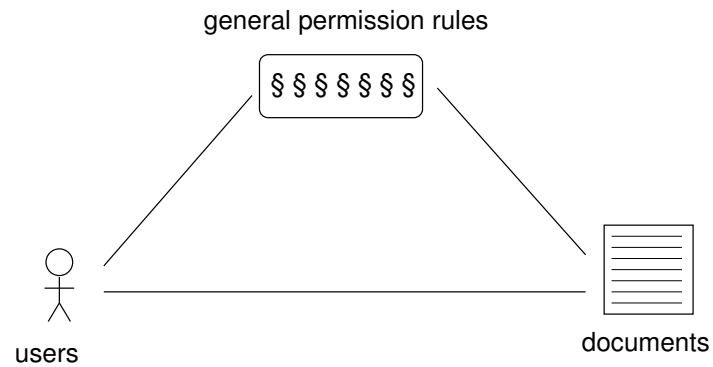 general permission rules
§ § § § § § §
users
documents